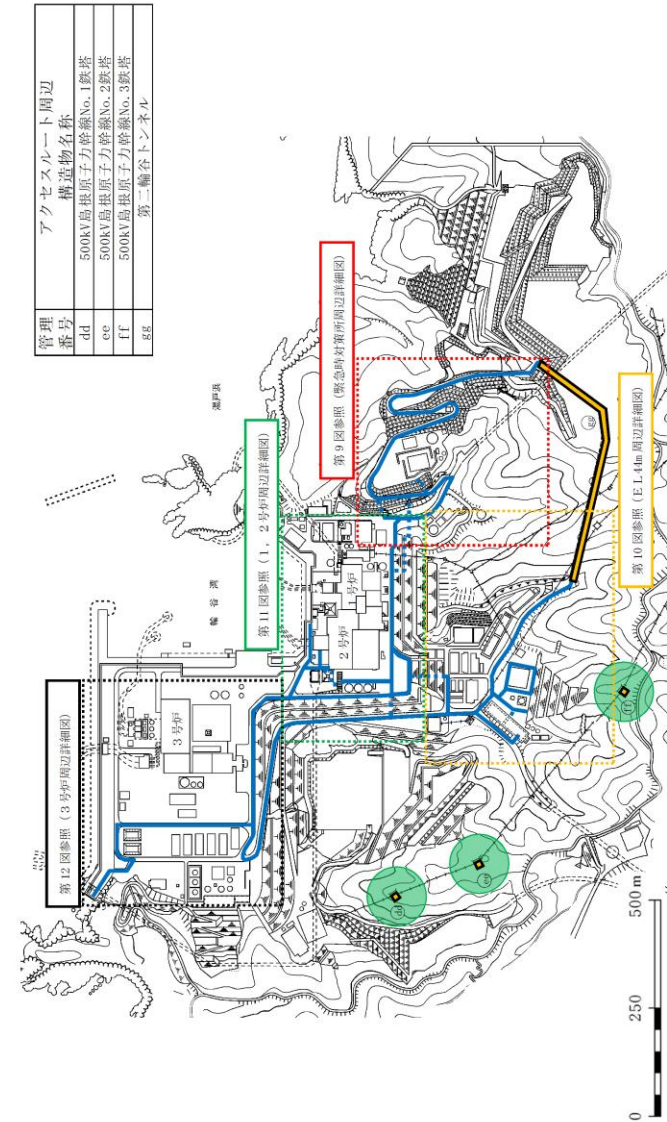 管理番号 アクセスルート周辺構造物名称
dd 500kV島根原子力幹線No.1鉄塔
ee 500kV島根原子力幹線No.2鉄塔
ff 500kV島根原子力幹線No.3鉄塔
gg 第二輪谷トンネル
第12図参照（3号炉周辺詳細図）
第11図参照（1，2号炉周辺詳細図）
第9図参照（緊急時対策所周辺詳細図）
第10図参照（EL44m周辺詳細図）
輪谷湾
3号炉
2号炉
号炉
dd
ee
ff
gg
0 250 500 m